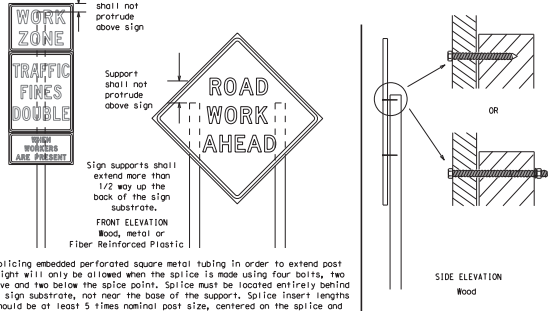 shall not
protrude
above sign
WORK
ZONE
TRAFFIC
FINES
DOUBLE
WHEN
WORKERS
ARE PRESENT
Support
shall not
protrude
above sign
ROAD
WORK
AHEAD
Sign supports shall
extend more than
1/2 way up the
back of the sign
substrate.
FRONT ELEVATION
Wood, metal or
Fiber Reinforced Plastic
OR
SIDE ELEVATION
Wood
plicing embedded perforated square metal tubing in order to extend post
ight will only be allowed when the splice is made using four bolts, two
ve and two below the spice point. Splice must be located entirely behind
sign substrate, not near the base of the support. Splice insert lengths
hould be at least 5 times nominal post size, centered on the splice and